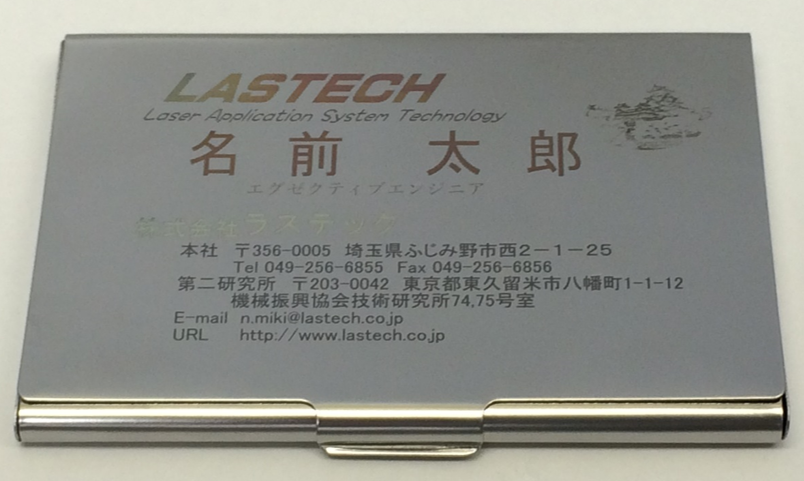 LASTECH
Laser Application System Technology
名前 太郎
エグゼクティブエンジニア
株式会社ラステック
本社 〒356-0005 埼玉県ふじみ野市西2-1-25
Tel 049-256-6855 Fax 049-256-6856
第二研究所 〒203-0042 東京都東久留米市八幡町1-1-12
機械振興協会技術研究所74,75号室
E-mail n.miki@lastech.co.jp
URL http://www.lastech.co.jp